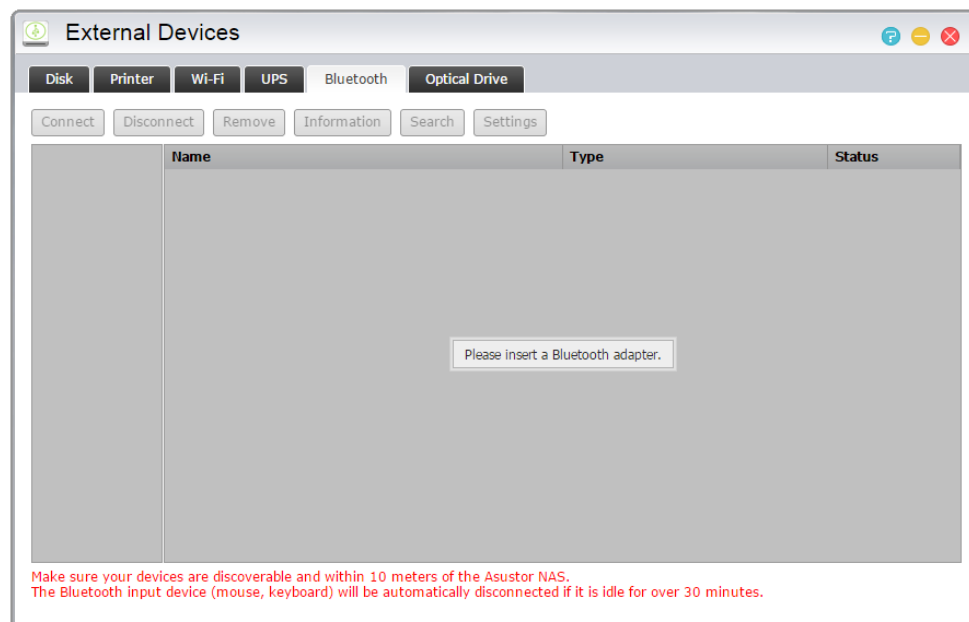 External Devices
Disk Printer Wi-Fi UPS Bluetooth Optical Drive
Connect Disconnect Remove Information Search Settings
Name Type Status
Please insert a Bluetooth adapter.
Make sure your devices are discoverable and within 10 meters of the Asustor NAS.
The Bluetooth input device (mouse, keyboard) will be automatically disconnected if it is idle for over 30 minutes.